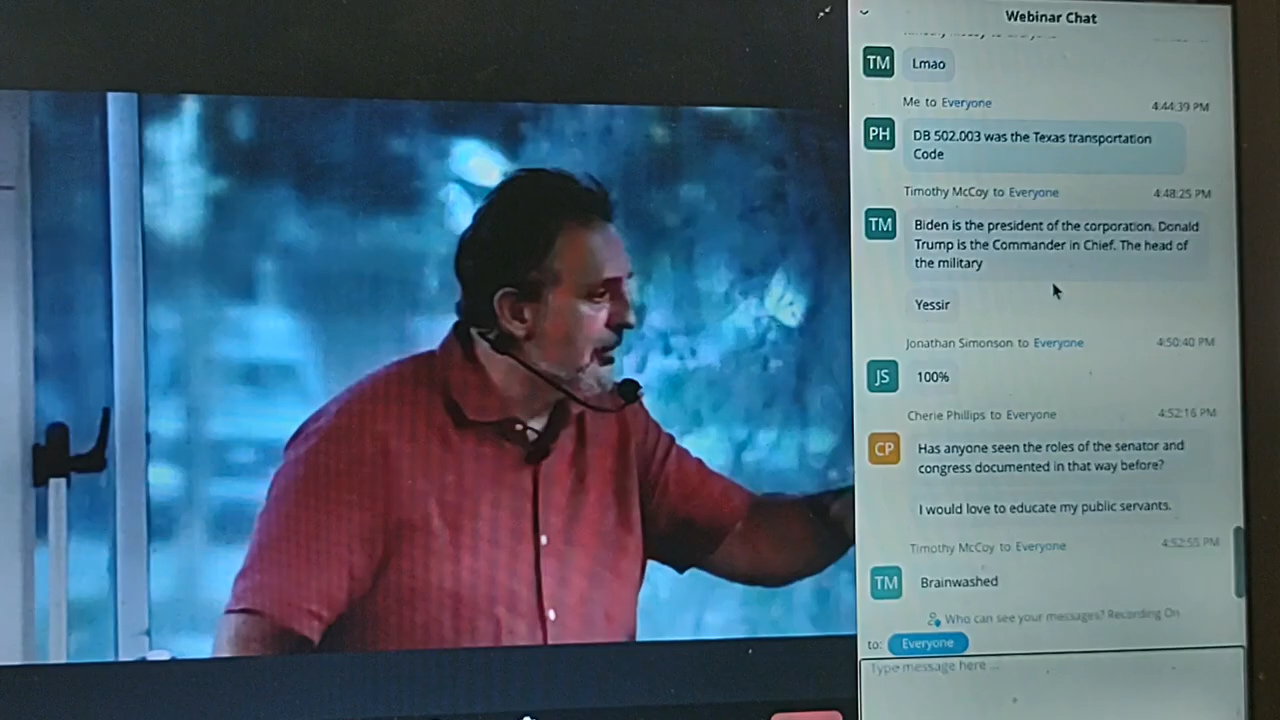 Webinar Chat
TM
Lmao
Me to Everyone
4:44:39 PM
PH
DB 502.003 was the Texas transportation
Code
Timothy McCoy to Everyone
4:48:25 PM
TM
Biden is the president of the corporation. Donald
Trump is the Commander in Chief. The head of
the military
Yessir
Jonathan Simonson to Everyone
4:50:40 PM
JS
100%
Cherie Phillips to Everyone
4:52:16 PM
CP
Has anyone seen the roles of the senator and
congress documented in that way before?
I would love to educate my public servants.
Timothy McCoy to Everyone
4:52:55 PM
TM
Brainwashed
Who can see your messages? Recording On
to: Everyone
Type message here ...